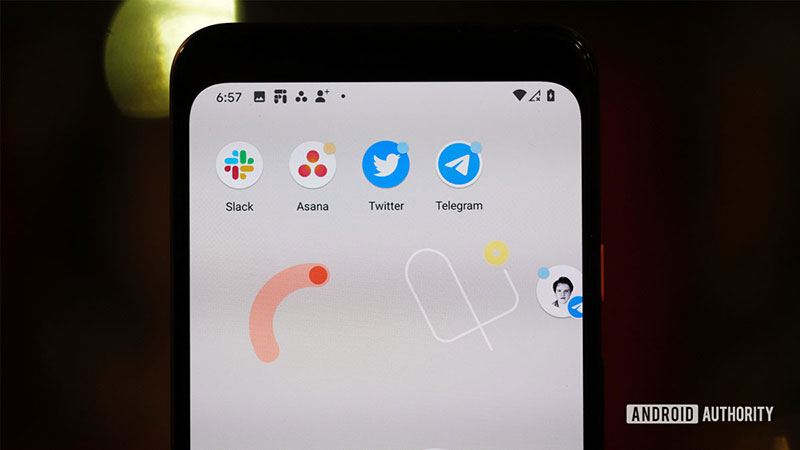 6:57
Slack
Asana
Twitter
Telegram
ANDROID AUTHORITY